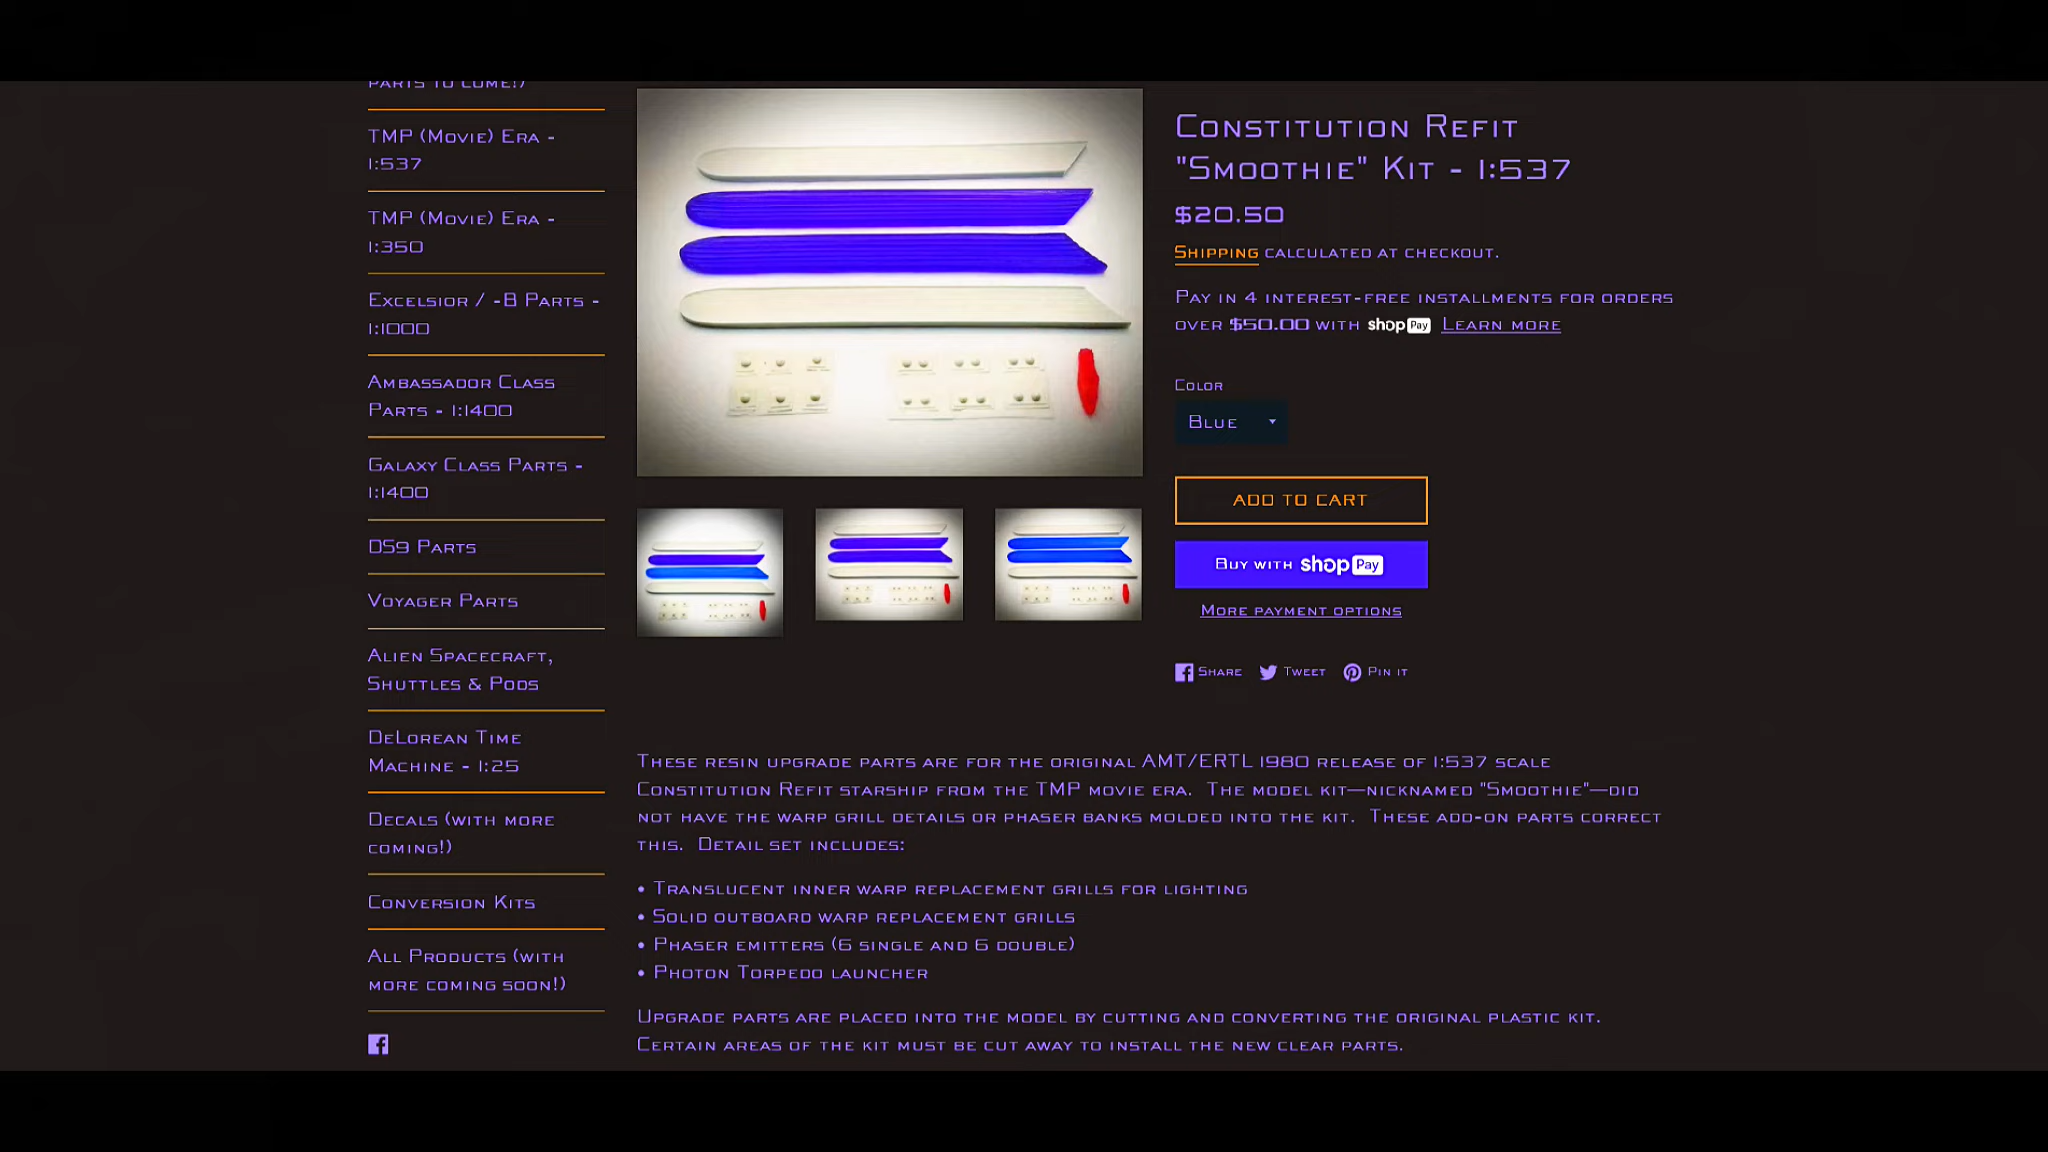 PARTS TO COME!)
TMP (Movie) Era -
1:537
TMP (Movie) Era -
1:350
Excelsior / -B Parts -
1:1000
Ambassador Class
Parts - 1:1400
Galaxy Class Parts -
1:1400
DS9 Parts
Voyager Parts
Alien Spacecraft,
Shuttles & Pods
DeLorean Time
Machine - 1:25
Decals (with more
coming!)
Conversion Kits
All Products (with
more coming soon!)
Constitution Refit
"Smoothie" Kit - 1:537
$20.50
Shipping calculated at checkout.
Pay in 4 interest-free installments for orders
over $50.00 with shop Pay Learn more
Color
Blue
ADD TO CART
Buy with shop Pay
More payment options
Share Tweet Pin it
These resin upgrade parts are for the original AMT/ERTL 1980 release of 1:537 scale
Constitution Refit starship from the TMP movie era. The model kit—nicknamed "Smoothie"—did
not have the warp grill details or phaser banks molded into the kit. These add-on parts correct
this. Detail set includes:
• Translucent inner warp replacement grills for lighting
• Solid outboard warp replacement grills
• Phaser emitters (6 single and 6 double)
• Photon Torpedo launcher
Upgrade parts are placed into the model by cutting and converting the original plastic kit.
Certain areas of the kit must be cut away to install the new clear parts.